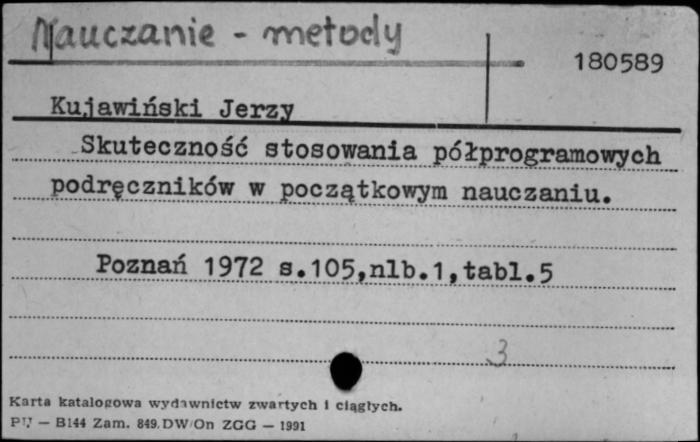 Nauczanie - metody
180589
Kujawiński Jerzy
Skuteczność stosowania półprogramowych
podręczników w początkowym nauczaniu.
Poznań 1972 s.105,nlb.1,tabl.5
3
Karta katalogowa wydawnictw zwartych i ciągłych.
PU — B144 Zam. 849. DW/On ZGG — 1991